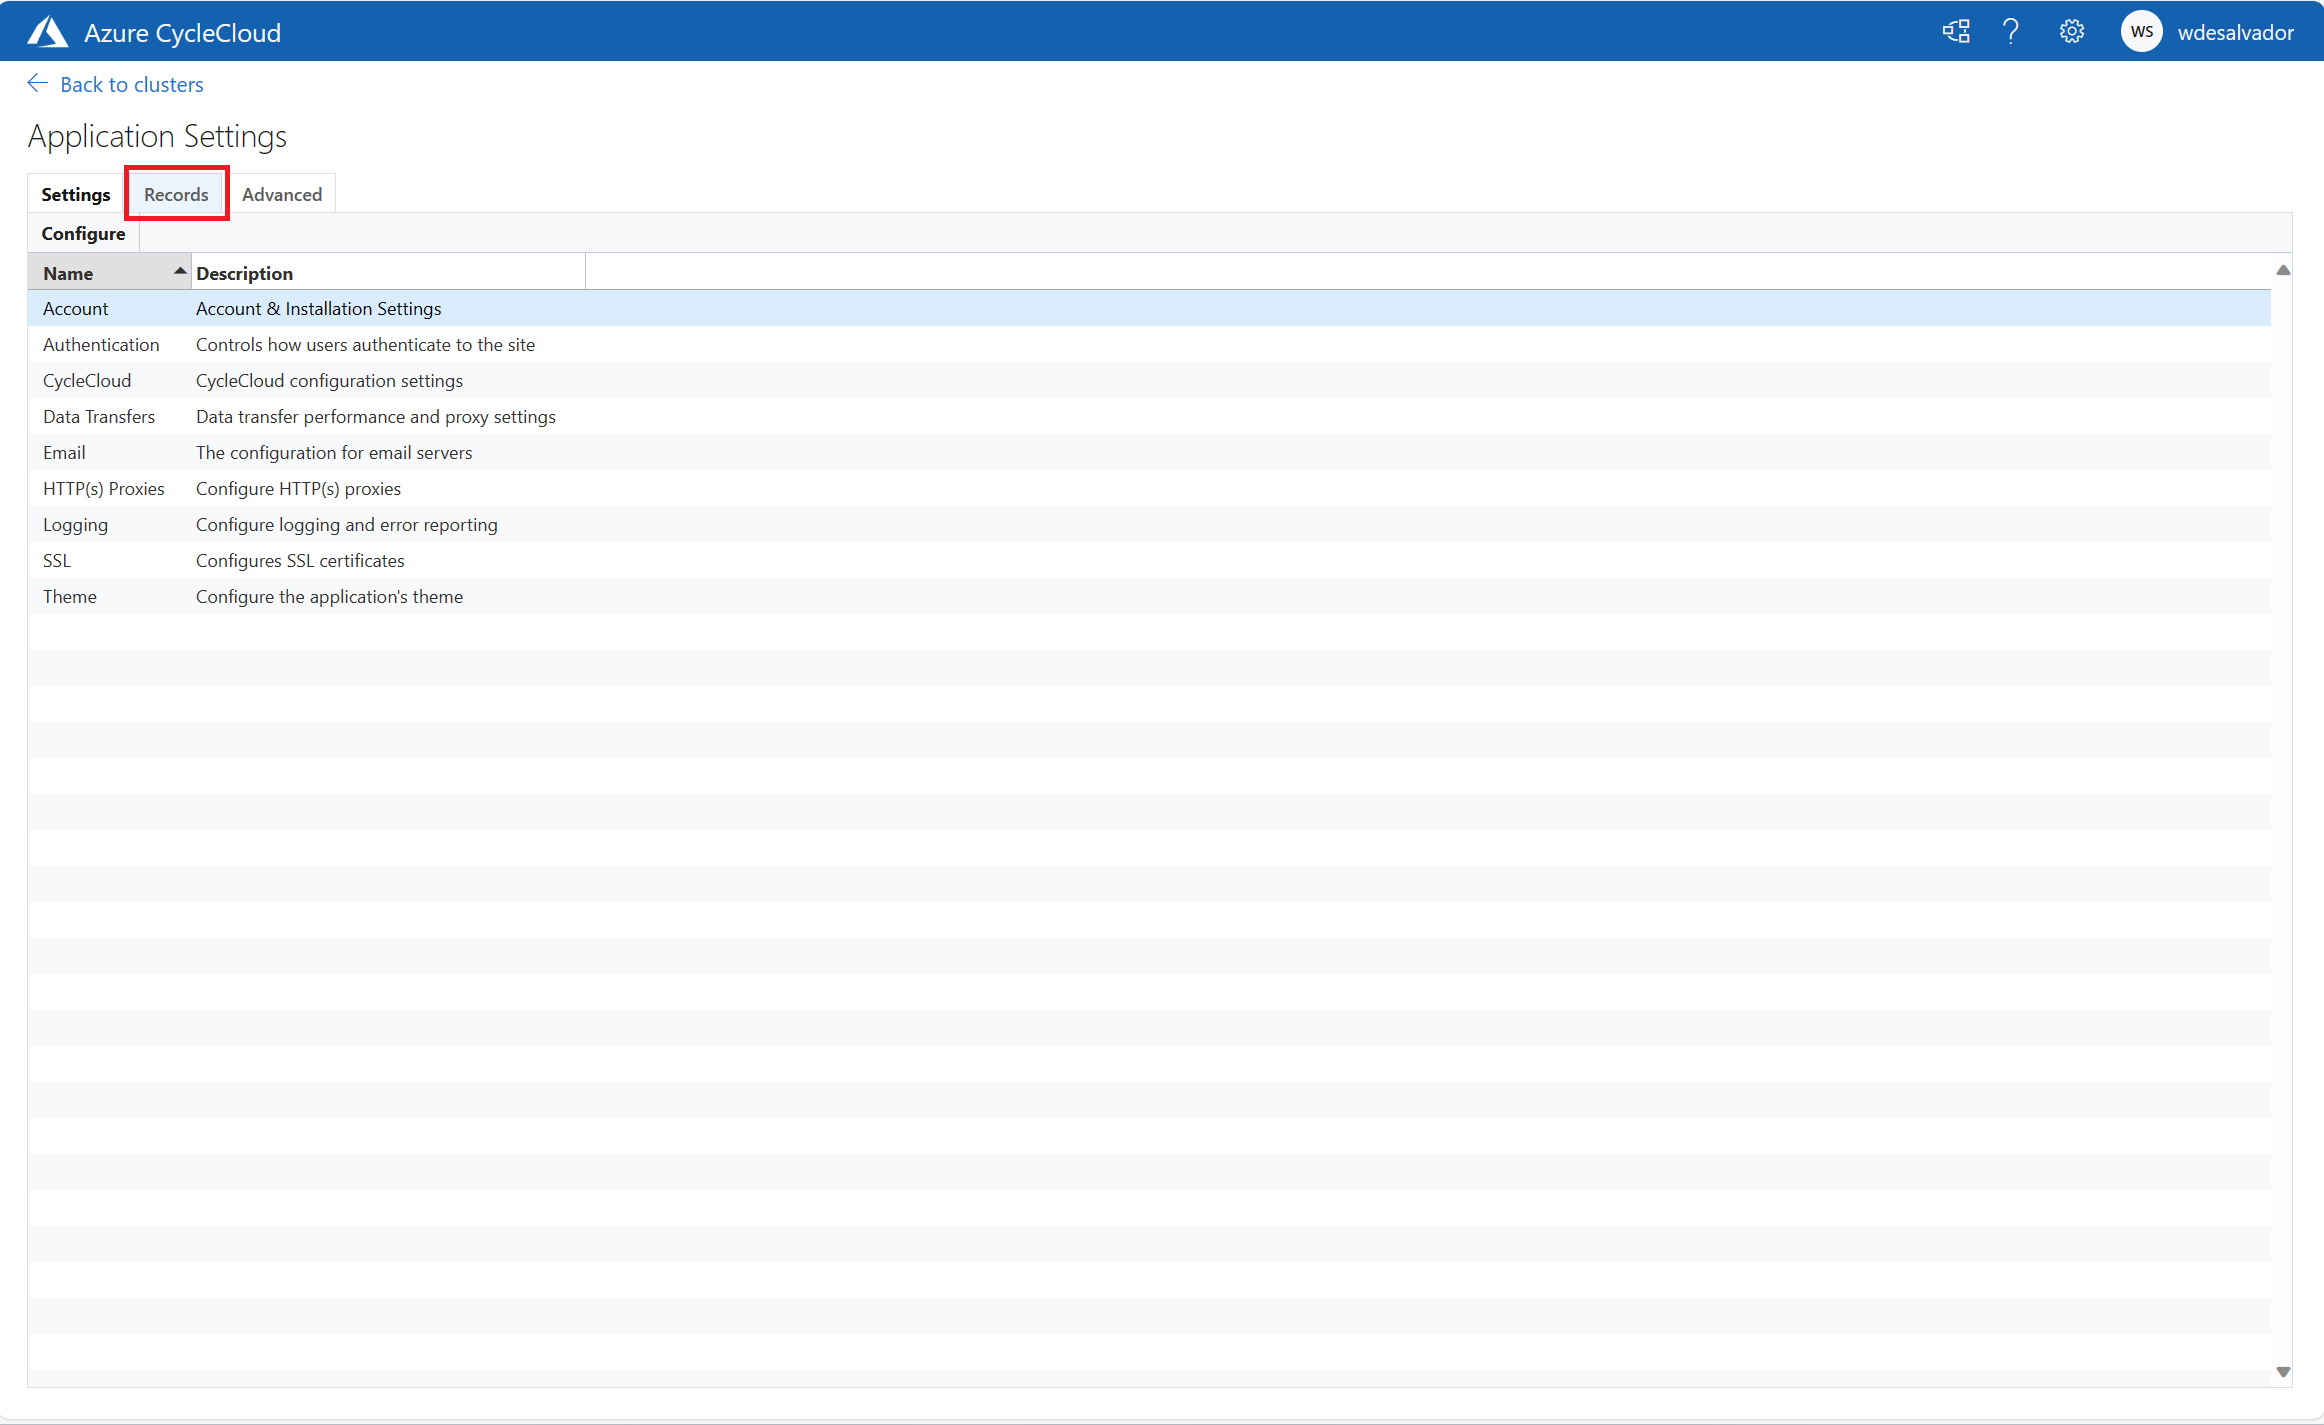 Azure CycleCloud
WS wdesalvador
Back to clusters
Application Settings
Settings Records Advanced
Configure
Name Description
Account Account & Installation Settings
Authentication Controls how users authenticate to the site
CycleCloud CycleCloud configuration settings
Data Transfers Data transfer performance and proxy settings
Email The configuration for email servers
HTTP(s) Proxies Configure HTTP(s) proxies
Logging Configure logging and error reporting
SSL Configures SSL certificates
Theme Configure the application's theme